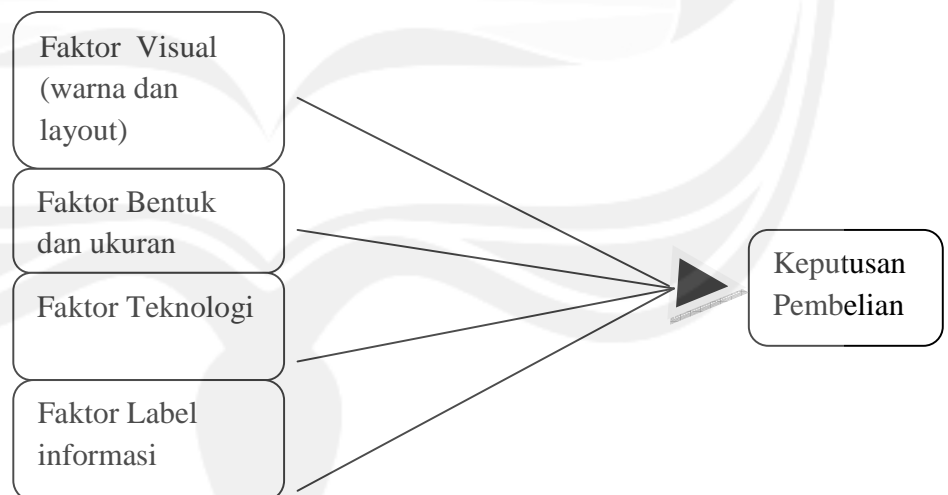 Faktor Visual
(warna dan
layout)
Faktor Bentuk
dan ukuran
Faktor Teknologi
Faktor Label
informasi
Keputusan
Pembelian